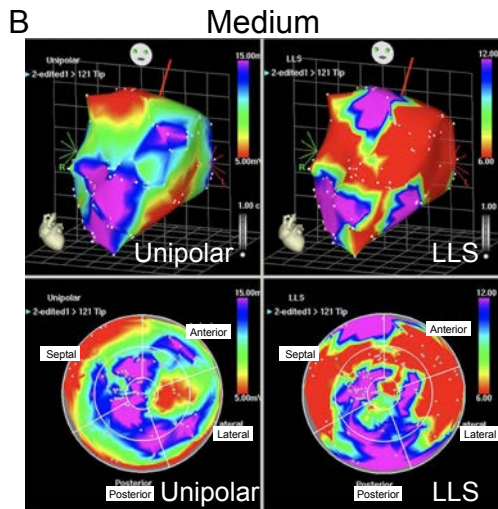 B Medium
Unipolar
2-edited1 > 121 Tip
15.00m
5.00mV
1.00 c
R
Unipolar
LLS
2-edited1 > 121 Tip
12.00
6.00
1.00 c
R
LLS
Unipolar
2-edited1 > 121 Tip
15.00m
5.00mV
Anterior
Septal
Lateral
Posterior
Posterior
Unipolar
LLS
2-edited1 > 121 Tip
12.00
6.00
Anterior
Septal
Lateral
Posterior
Posterior
LLS